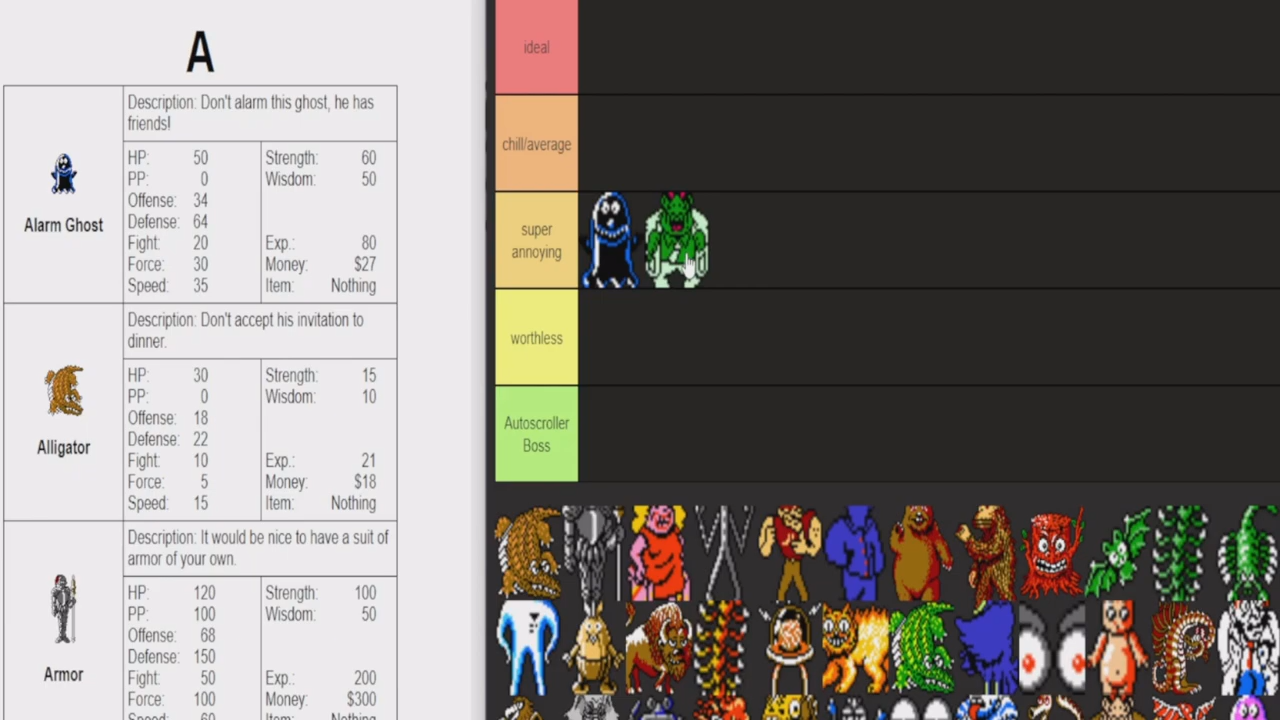 A
Description: Don't alarm this ghost, he has
friends!
Alarm Ghost
HP: 50 Strength: 60
PP: 0 Wisdom: 50
Offense: 34
Defense: 64
Fight: 20 Exp.: 80
Force: 30 Money: $27
Speed: 35 Item: Nothing
Description: Don't accept his invitation to
dinner.
Alligator
HP: 30 Strength: 15
PP: 0 Wisdom: 10
Offense: 18
Defense: 22
Fight: 10 Exp.: 21
Force: 5 Money: $18
Speed: 15 Item: Nothing
Description: It would be nice to have a suit of
armor of your own.
Armor
HP: 120 Strength: 100
PP: 100 Wisdom: 50
Offense: 68
Defense: 150
Fight: 50 Exp.: 200
Force: 100 Money: $300
Speed: 60 Item: Nothing
ideal
chill/average
super
annoying
worthless
Autoscroller
Boss